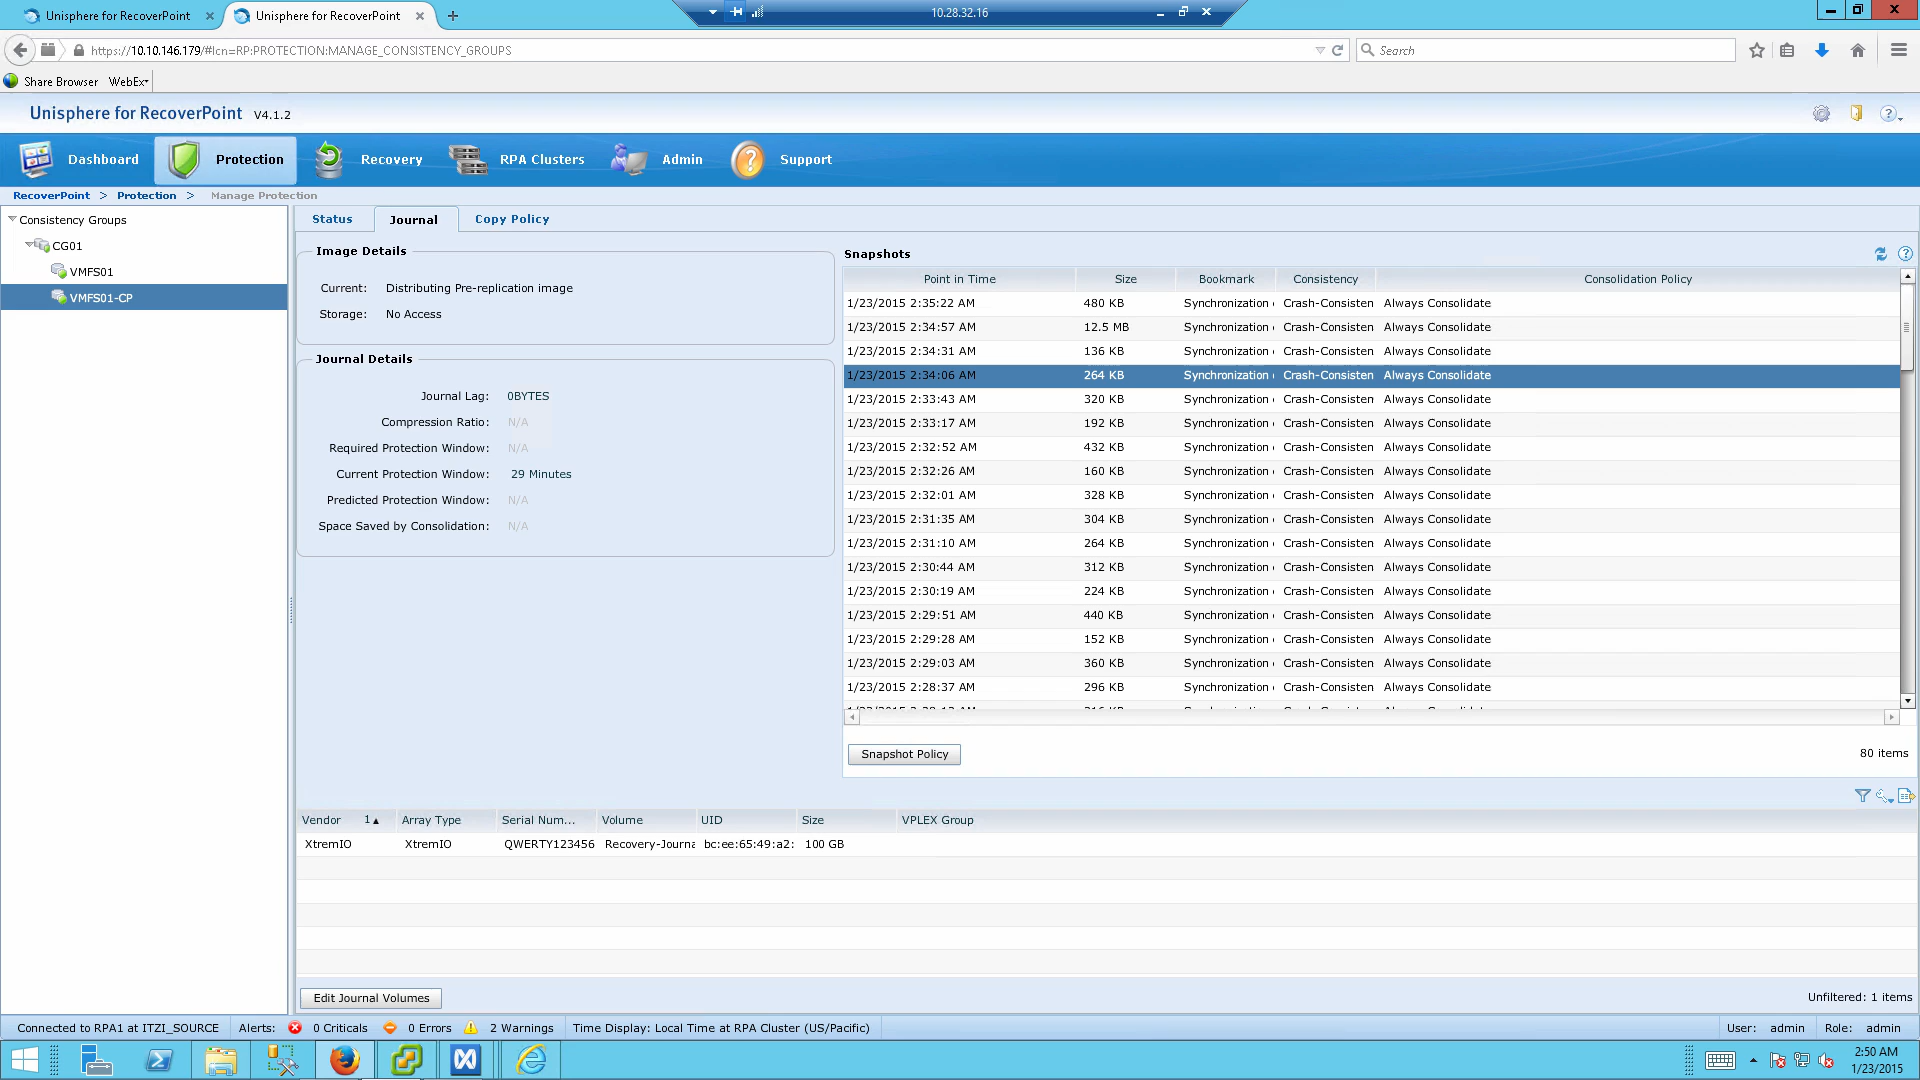 Unisphere for RecoverPoint
Unisphere for RecoverPoint
10.28.32.16
https://10.10.146.179/#lcn=RP:PROTECTION:MANAGE_CONSISTENCY_GROUPS
Search
Share Browser WebEx
Unisphere for RecoverPoint V4.1.2
Dashboard Protection Recovery RPA Clusters Admin Support
RecoverPoint > Protection > Manage Protection
Consistency Groups
CG01
VMFS01
VMFS01-CP
Status Journal Copy Policy
Image Details
Current: Distributing Pre-replication image
Storage: No Access
Journal Details
Journal Lag: 0BYTES
Compression Ratio: N/A
Required Protection Window: N/A
Current Protection Window: 29 Minutes
Predicted Protection Window: N/A
Space Saved by Consolidation: N/A
Snapshots
Point in Time Size Bookmark Consistency Consolidation Policy
1/23/2015 2:35:22 AM 480 KB Synchronization Crash-Consisten Always Consolidate
1/23/2015 2:34:57 AM 12.5 MB Synchronization Crash-Consisten Always Consolidate
1/23/2015 2:34:31 AM 136 KB Synchronization Crash-Consisten Always Consolidate
1/23/2015 2:34:06 AM 264 KB Synchronization Crash-Consisten Always Consolidate
1/23/2015 2:33:43 AM 320 KB Synchronization Crash-Consisten Always Consolidate
1/23/2015 2:33:17 AM 192 KB Synchronization Crash-Consisten Always Consolidate
1/23/2015 2:32:52 AM 432 KB Synchronization Crash-Consisten Always Consolidate
1/23/2015 2:32:26 AM 160 KB Synchronization Crash-Consisten Always Consolidate
1/23/2015 2:32:01 AM 328 KB Synchronization Crash-Consisten Always Consolidate
1/23/2015 2:31:35 AM 304 KB Synchronization Crash-Consisten Always Consolidate
1/23/2015 2:31:10 AM 264 KB Synchronization Crash-Consisten Always Consolidate
1/23/2015 2:30:44 AM 312 KB Synchronization Crash-Consisten Always Consolidate
1/23/2015 2:30:19 AM 224 KB Synchronization Crash-Consisten Always Consolidate
1/23/2015 2:29:51 AM 440 KB Synchronization Crash-Consisten Always Consolidate
1/23/2015 2:29:28 AM 152 KB Synchronization Crash-Consisten Always Consolidate
1/23/2015 2:29:03 AM 360 KB Synchronization Crash-Consisten Always Consolidate
1/23/2015 2:28:37 AM 296 KB Synchronization Crash-Consisten Always Consolidate
Snapshot Policy 80 items
Vendor 1 Array Type Serial Num... Volume UID Size VPLEX Group
XtremIO XtremIO QWERTY123456 Recovery-Journa bc:ee:65:49:a2: 100 GB
Edit Journal Volumes Unfiltered: 1 items
Connected to RPA1 at ITZI_SOURCE Alerts: 0 Criticals 0 Errors 2 Warnings Time Display: Local Time at RPA Cluster (US/Pacific) User: admin Role: admin
2:50 AM
1/23/2015